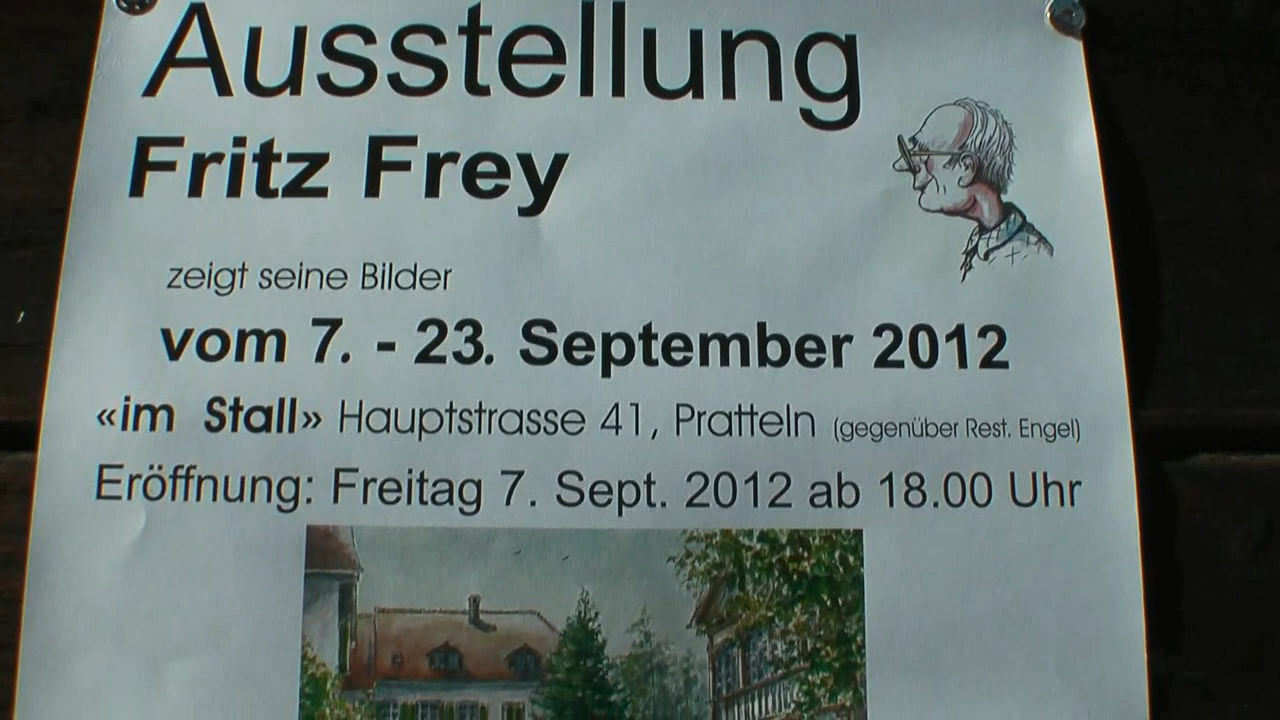 Ausstellung
Fritz Frey
zeigt seine Bilder
vom 7. - 23. September 2012
«im Stall» Hauptstrasse 41, Pratteln (gegenüber Rest. Engel)
Eröffnung: Freitag 7. Sept. 2012 ab 18.00 Uhr